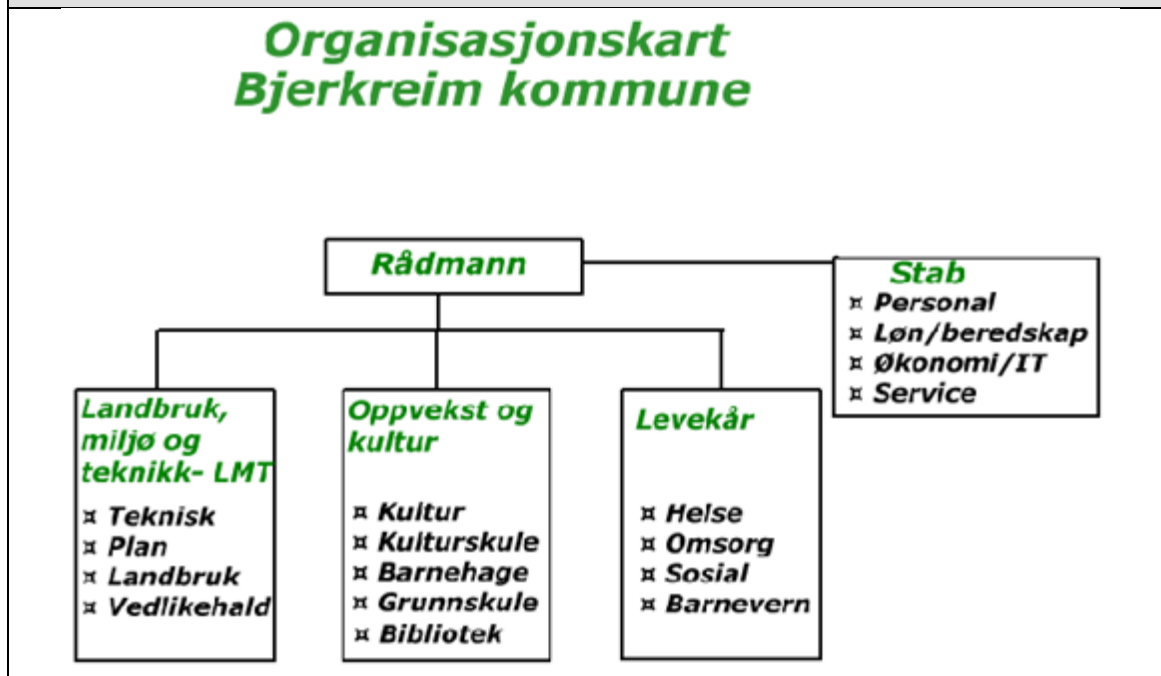 Organisasjonskart
Bjerkreim kommune
Rådmann
Stab
¤ Personal
¤ Løn/beredskap
¤ Økonomi/IT
¤ Service
Landbruk,
miljø og
teknikk- LMT
¤ Teknisk
¤ Plan
¤ Landbruk
¤ Vedlikehald
Oppvekst og
kultur
¤ Kultur
¤ Kulturskule
¤ Barnehage
¤ Grunnskule
¤ Bibliotek
Levekår
¤ Helse
¤ Omsorg
¤ Sosial
¤ Barnevern